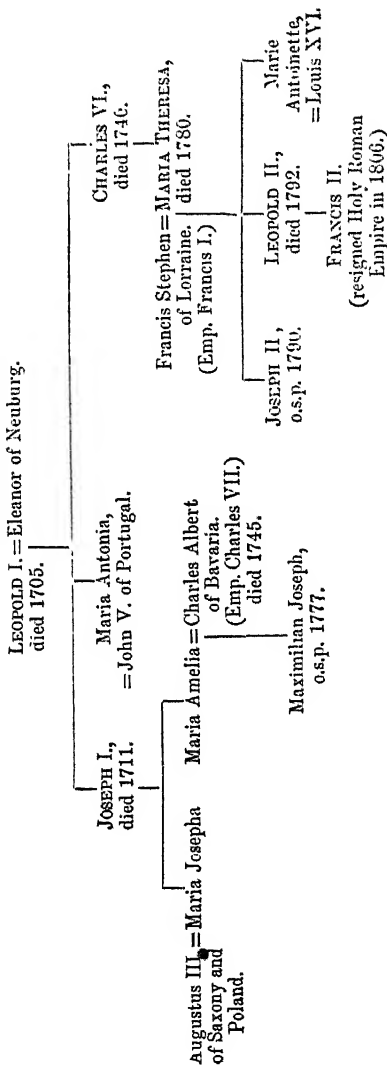 LEOPOLD I. = Eleanor of Neuburg.
died 1705.
JOSEPH I.,
died 1711.
Maria Antonia,
= John V. of Portugal.
CHARLES VI.,
died 1740.
Augustus III. = Maria Josepha
of Saxony and
Poland.
Maria Amelia = Charles Albert
of Bavaria.
(Emp. Charles VII.)
died 1745.
Francis Stephen = MARIA THERESA,
of Lorraine. died 1780.
(Emp. Francis I.)
Maximilian Joseph,
o.s.p. 1777.
JOSEPH II,
o.s.p. 1790.
LEOPOLD II.,
died 1792.
Marie
Antoinette,
= Louis XVI.
FRANCIS II.
(resigned Holy Roman
Empire in 1806.)